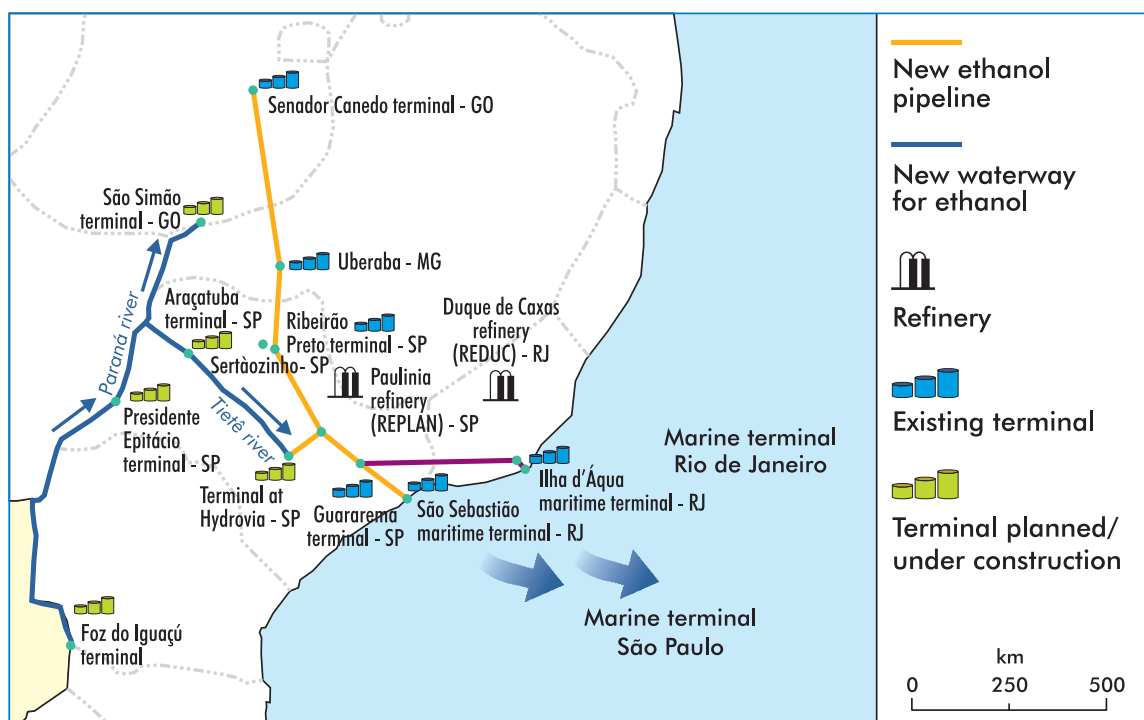 Senador Canedo terminal - GO
São Simão
terminal - GO
Uberaba - MG
Paraná river
Araçatuba
terminal - SP
Ribeirão
Preto terminal - SP
Sertàozinho- SP
Duque de Caxas
refinery
(REDUC) - RJ
Paulinia
refinery
(REPLAN) - SP
Tietê river
Presidente
Epitácio
terminal - SP
Terminal at
Hydrovia - SP
Guararema
terminal - SP
São Sebastião
maritime terminal - RJ
Ilha d'Áqua
maritime terminal - RJ
Marine terminal
Rio de Janeiro
Marine terminal
São Paulo
Foz do Iguaçú
terminal
New ethanol
pipeline
New waterway
for ethanol
Refinery
Existing terminal
Terminal planned/
under construction
km
0 250 500